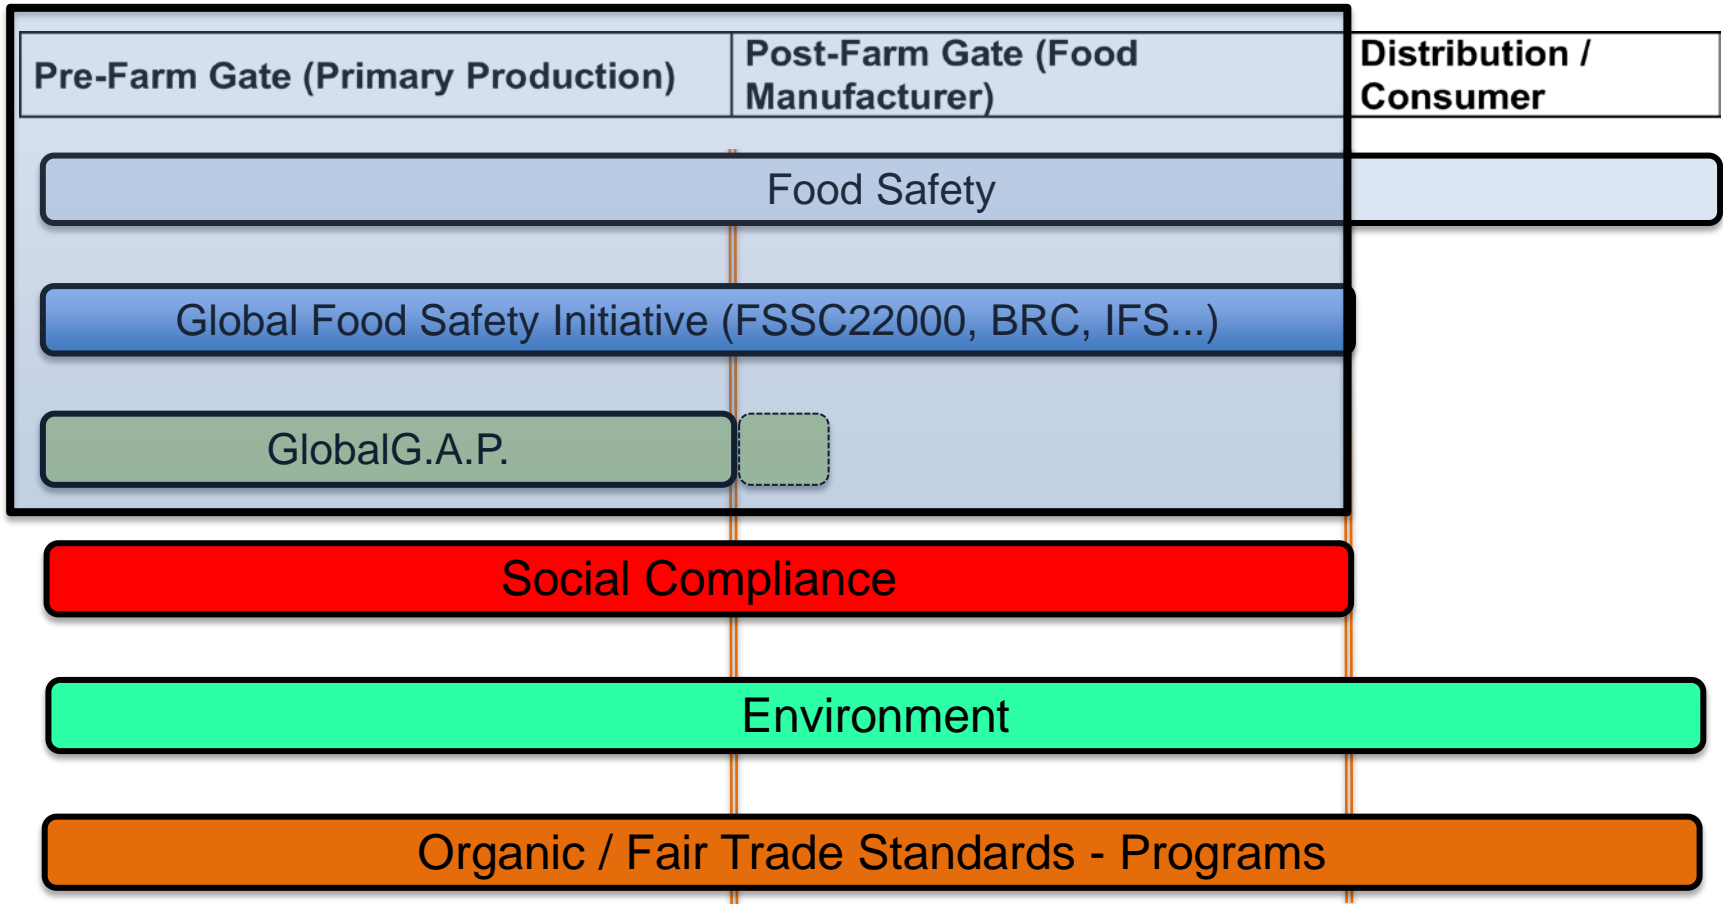 Pre-Farm Gate (Primary Production)
Post-Farm Gate (Food
Manufacturer)
Distribution /
Consumer
Food Safety
Global Food Safety Initiative (FSSC22000, BRC, IFS...)
GlobalG.A.P.
Social Compliance
Environment
Organic / Fair Trade Standards - Programs